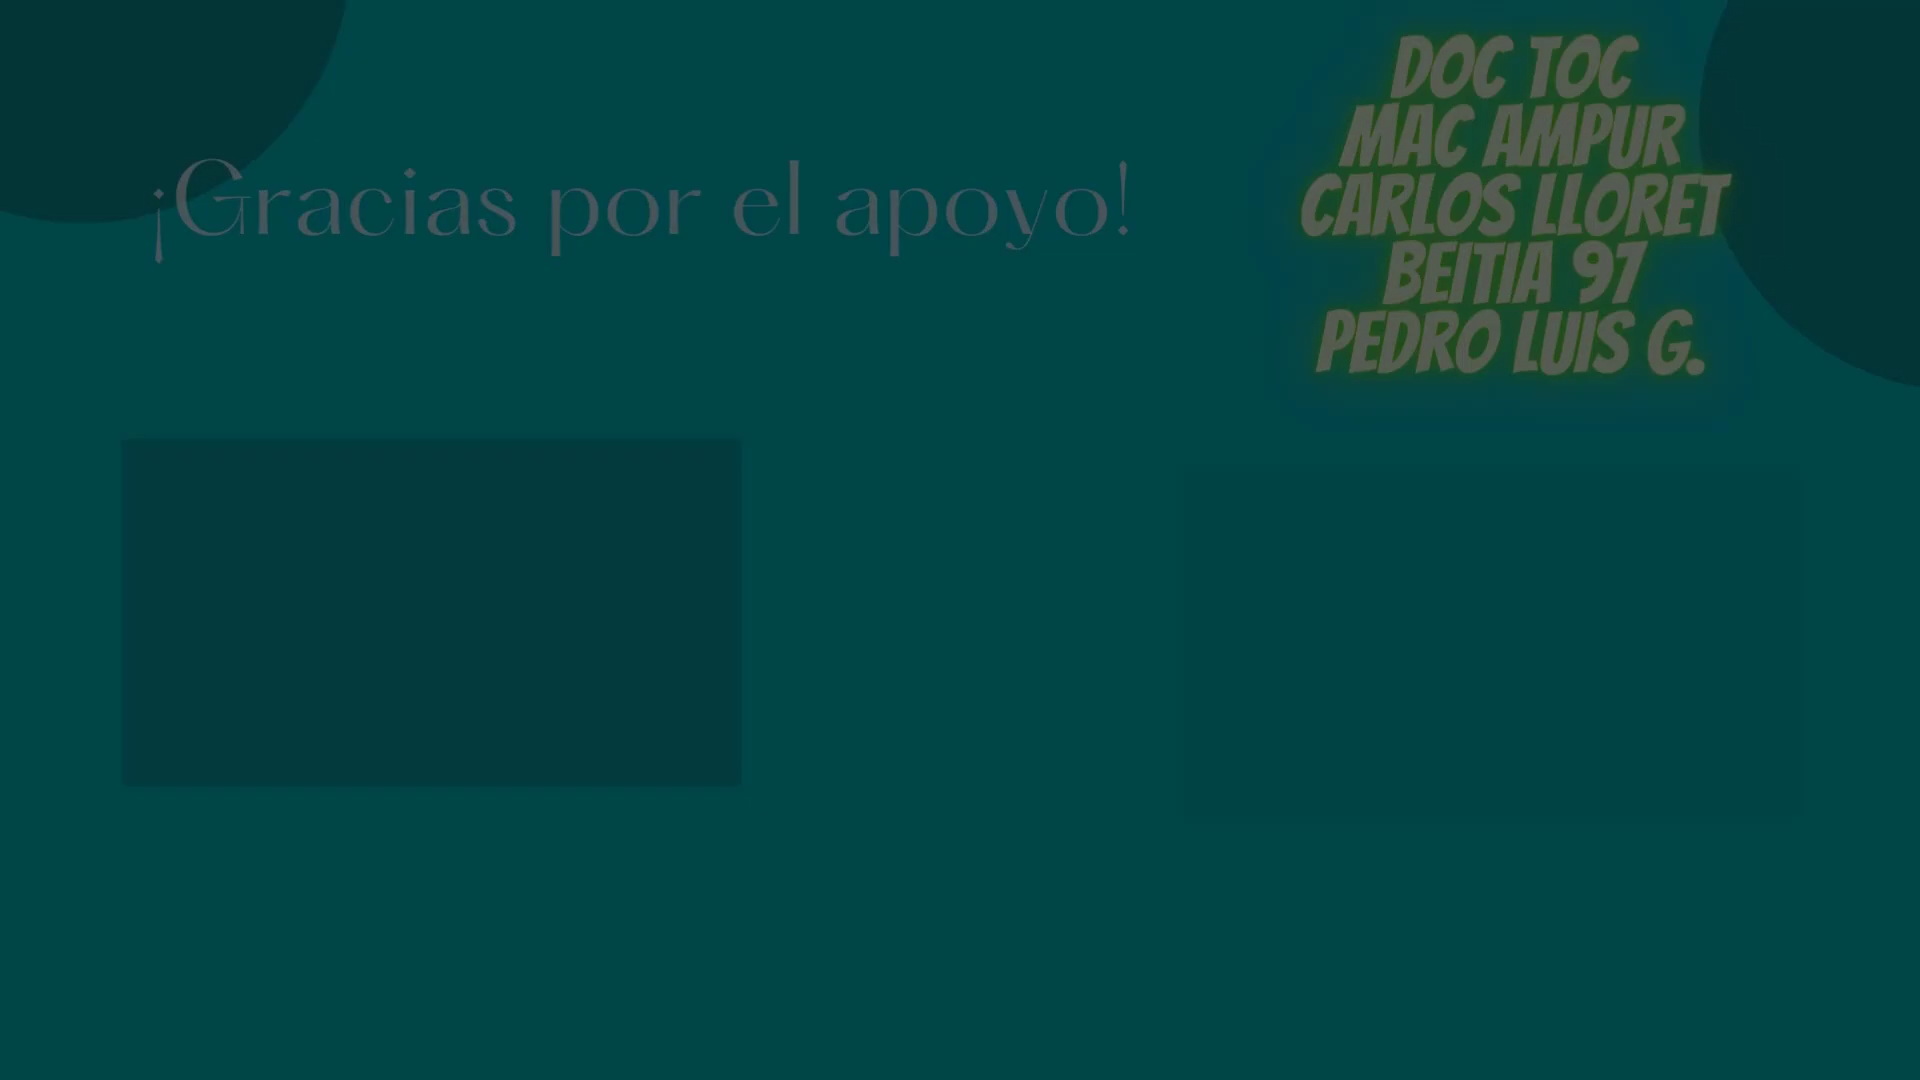 ¡Gracias por el apoyo!
DOC TOC
MAC AMPUR
CARLOS LLORET
BEITIA 97
PEDRO LUIS G.